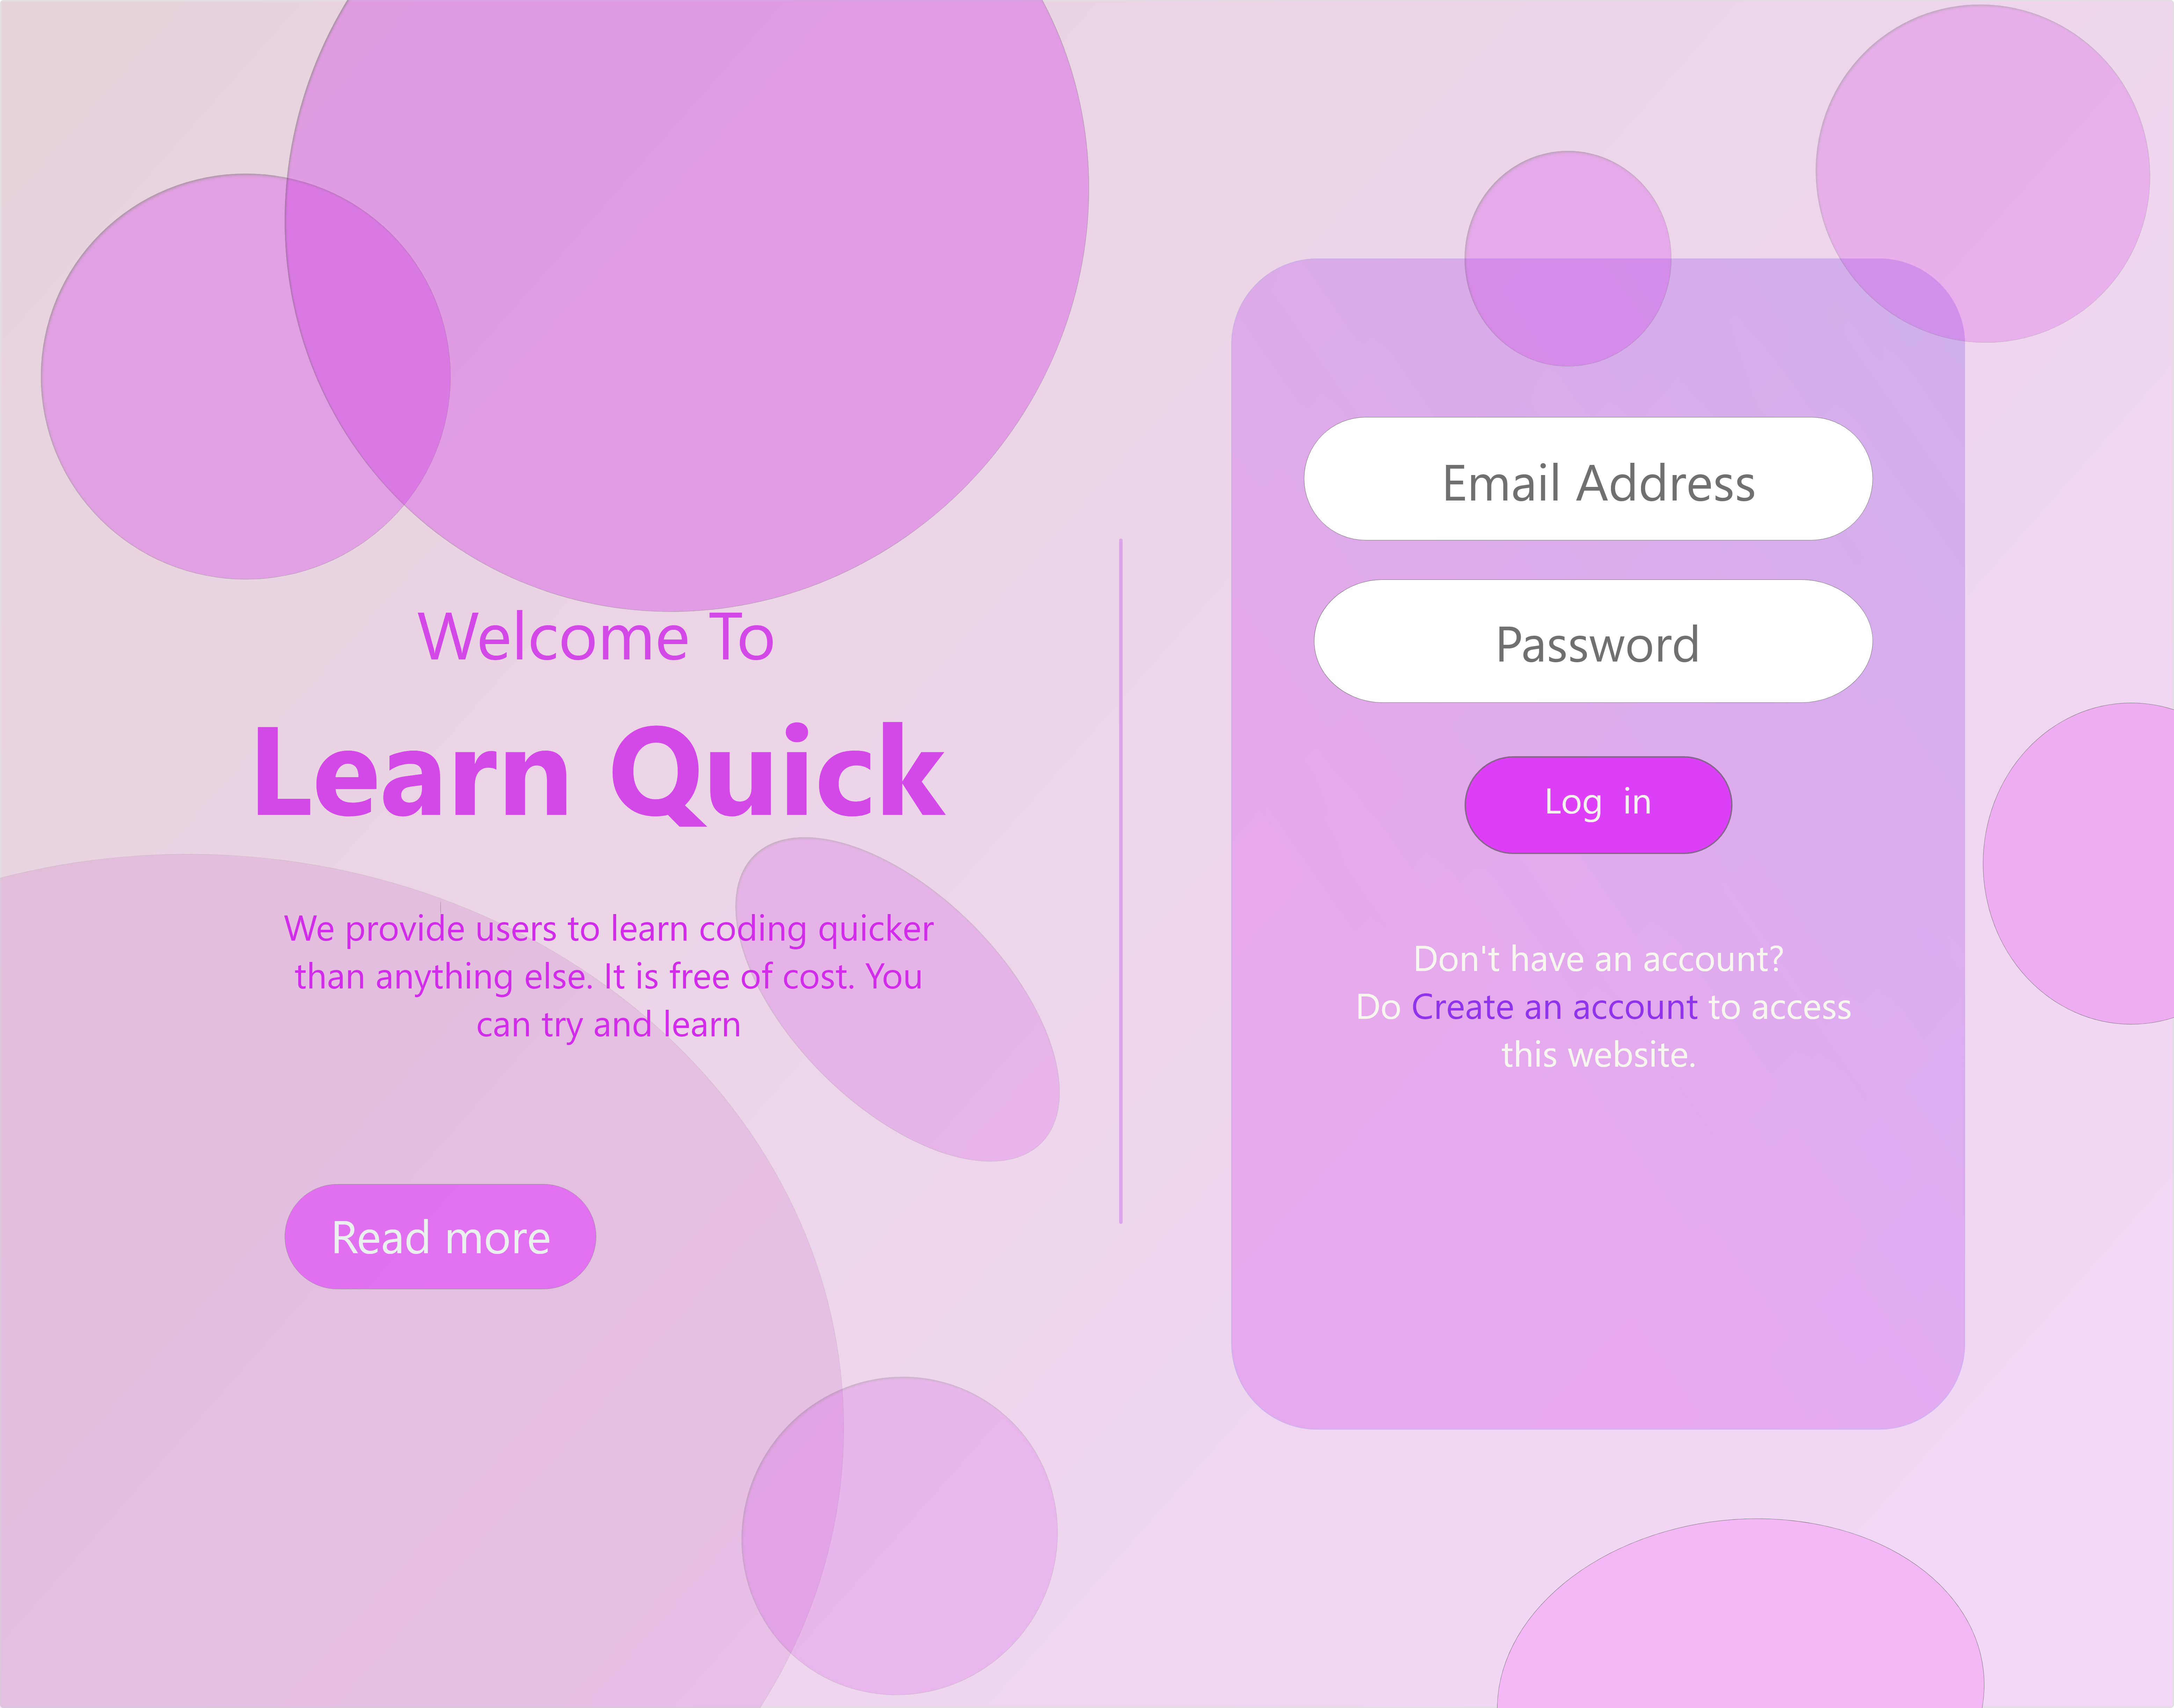 Welcome To
Learn Quick
We provide users to learn coding quicker
than anything else. It is free of cost. You
can try and learn
Read more
Email Address
Password
Log  in
Don't have an account?
Do Create an account to access
this website.